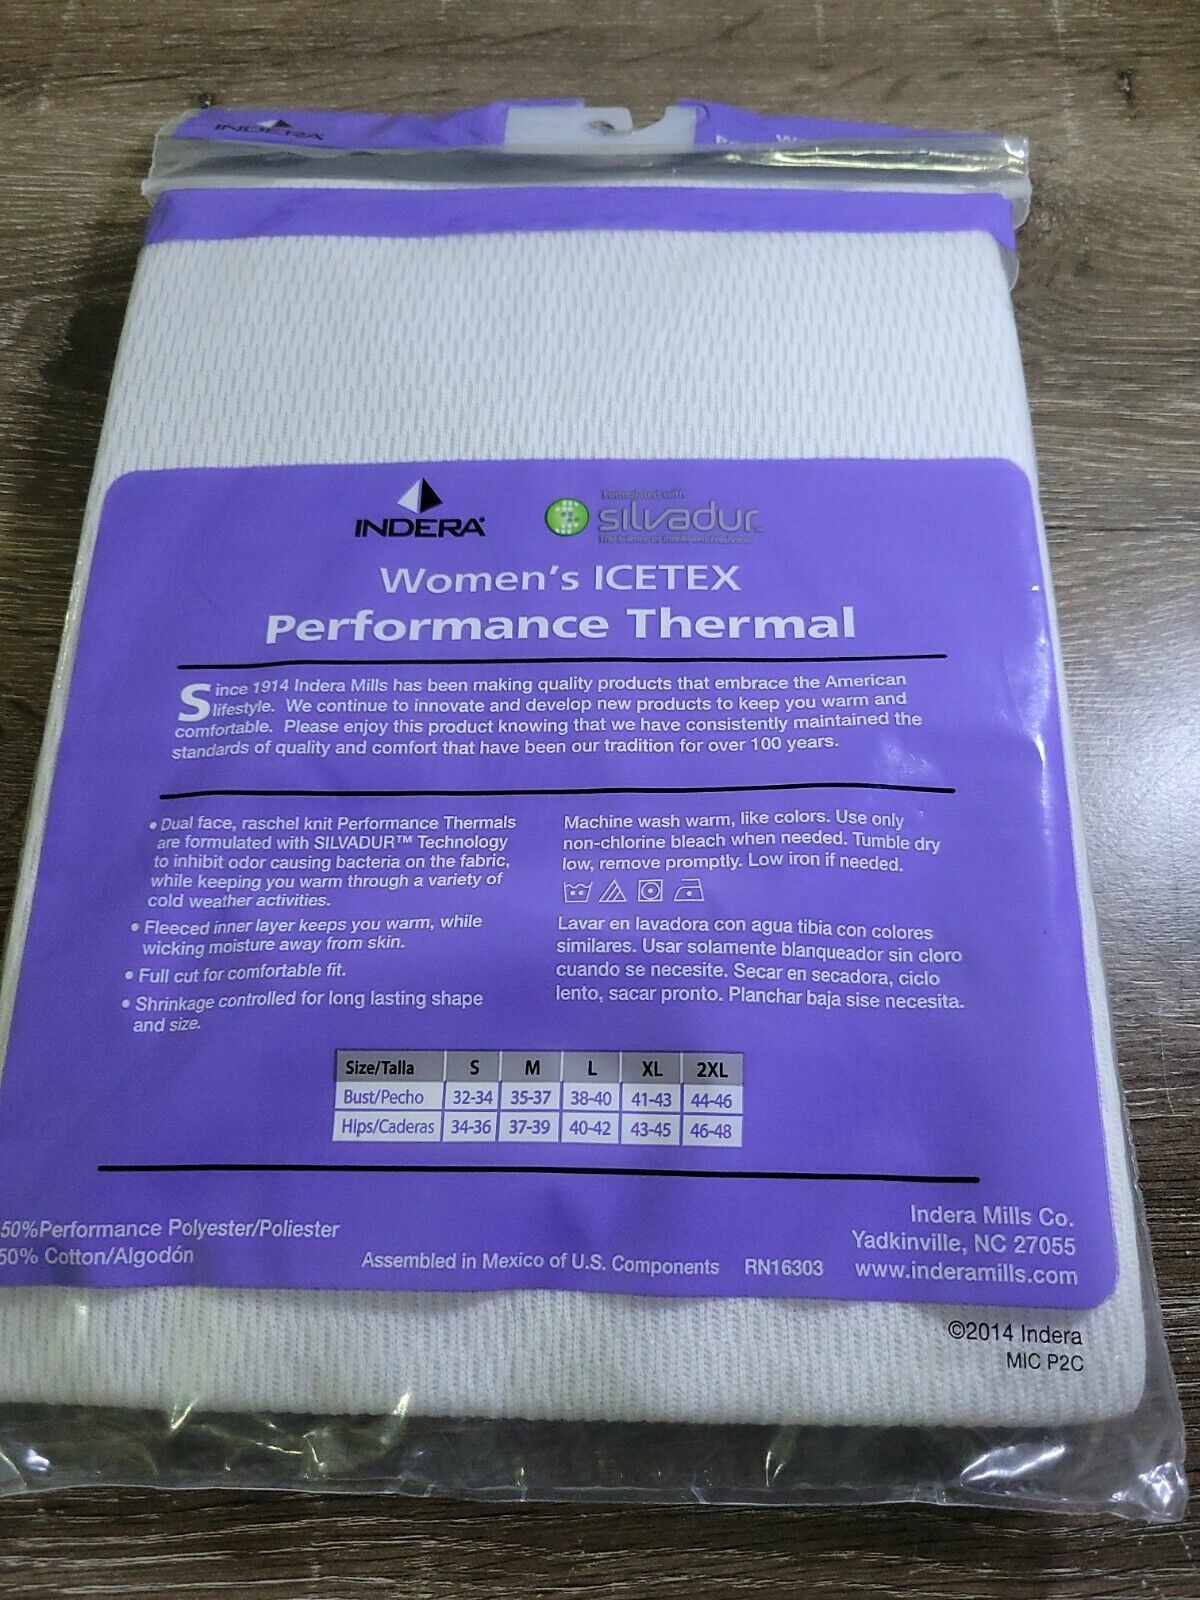 INDERA
INDERA
Formulated with
silvadur
The Science of Intelligent Freshness
Women's ICETEX
Performance Thermal
Since 1914 Indera Mills has been making quality products that embrace the American
lifestyle. We continue to innovate and develop new products to keep you warm and
comfortable. Please enjoy this product knowing that we have consistently maintained the
standards of quality and comfort that have been our tradition for over 100 years.
• Dual face, raschel knit Performance Thermals
are formulated with SILVADUR™ Technology
to inhibit odor causing bacteria on the fabric,
while keeping you warm through a variety of
cold weather activities.
• Fleeced inner layer keeps you warm, while
wicking moisture away from skin.
• Full cut for comfortable fit.
• Shrinkage controlled for long lasting shape
and size.
Machine wash warm, like colors. Use only
non-chlorine bleach when needed. Tumble dry
low, remove promptly. Low iron if needed.
Lavar en lavadora con agua tibia con colores
similares. Usar solamente blanqueador sin cloro
cuando se necesite. Secar en secadora, ciclo
lento, sacar pronto. Planchar baja sise necesita.
Size/Talla S M L XL 2XL
Bust/Pecho 32-34 35-37 38-40 41-43 44-46
Hips/Caderas 34-36 37-39 40-42 43-45 46-48
50%Performance Polyester/Poliester
50% Cotton/Algodón
Assembled in Mexico of U.S. Components RN16303
Indera Mills Co.
Yadkinville, NC 27055
www.inderamills.com
©2014 Indera
MIC P2C